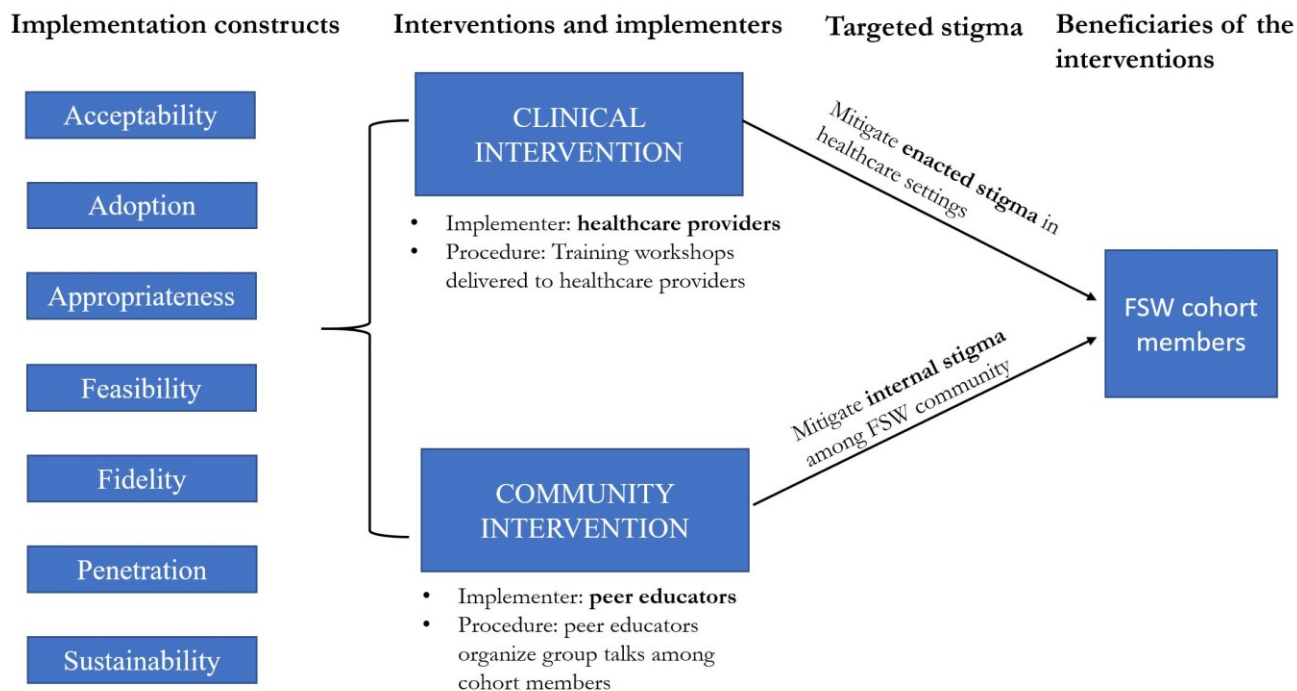 Implementation constructs
Interventions and implementers
Targeted stigma
Beneficiaries of the
interventions
Acceptability
Adoption
Appropriateness
Feasibility
Fidelity
Penetration
Sustainability
CLINICAL
INTERVENTION
• Implementer: healthcare providers
• Procedure: Training workshops
delivered to healthcare providers
COMMUNITY
INTERVENTION
• Implementer: peer educators
• Procedure: peer educators
organize group talks among
cohort members
Mitigate enacted stigma in
healthcare settings
Mitigate internal stigma
among FSW community
FSW cohort
members